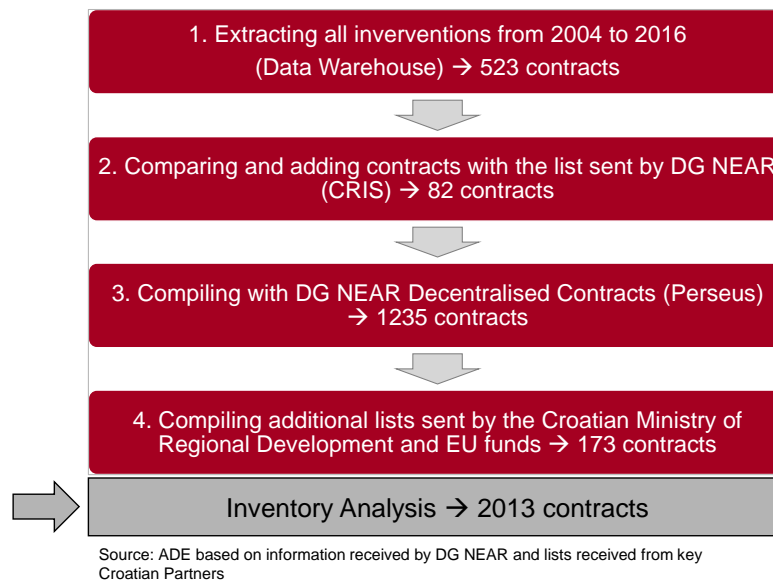 1. Extracting all inverventions from 2004 to 2016
(Data Warehouse) → 523 contracts
2. Comparing and adding contracts with the list sent by DG NEAR
(CRIS) → 82 contracts
3. Compiling with DG NEAR Decentralised Contracts (Perseus)
→ 1235 contracts
4. Compiling additional lists sent by the Croatian Ministry of
Regional Development and EU funds → 173 contracts
Inventory Analysis → 2013 contracts
Source: ADE based on information received by DG NEAR and lists received from key
Croatian Partners